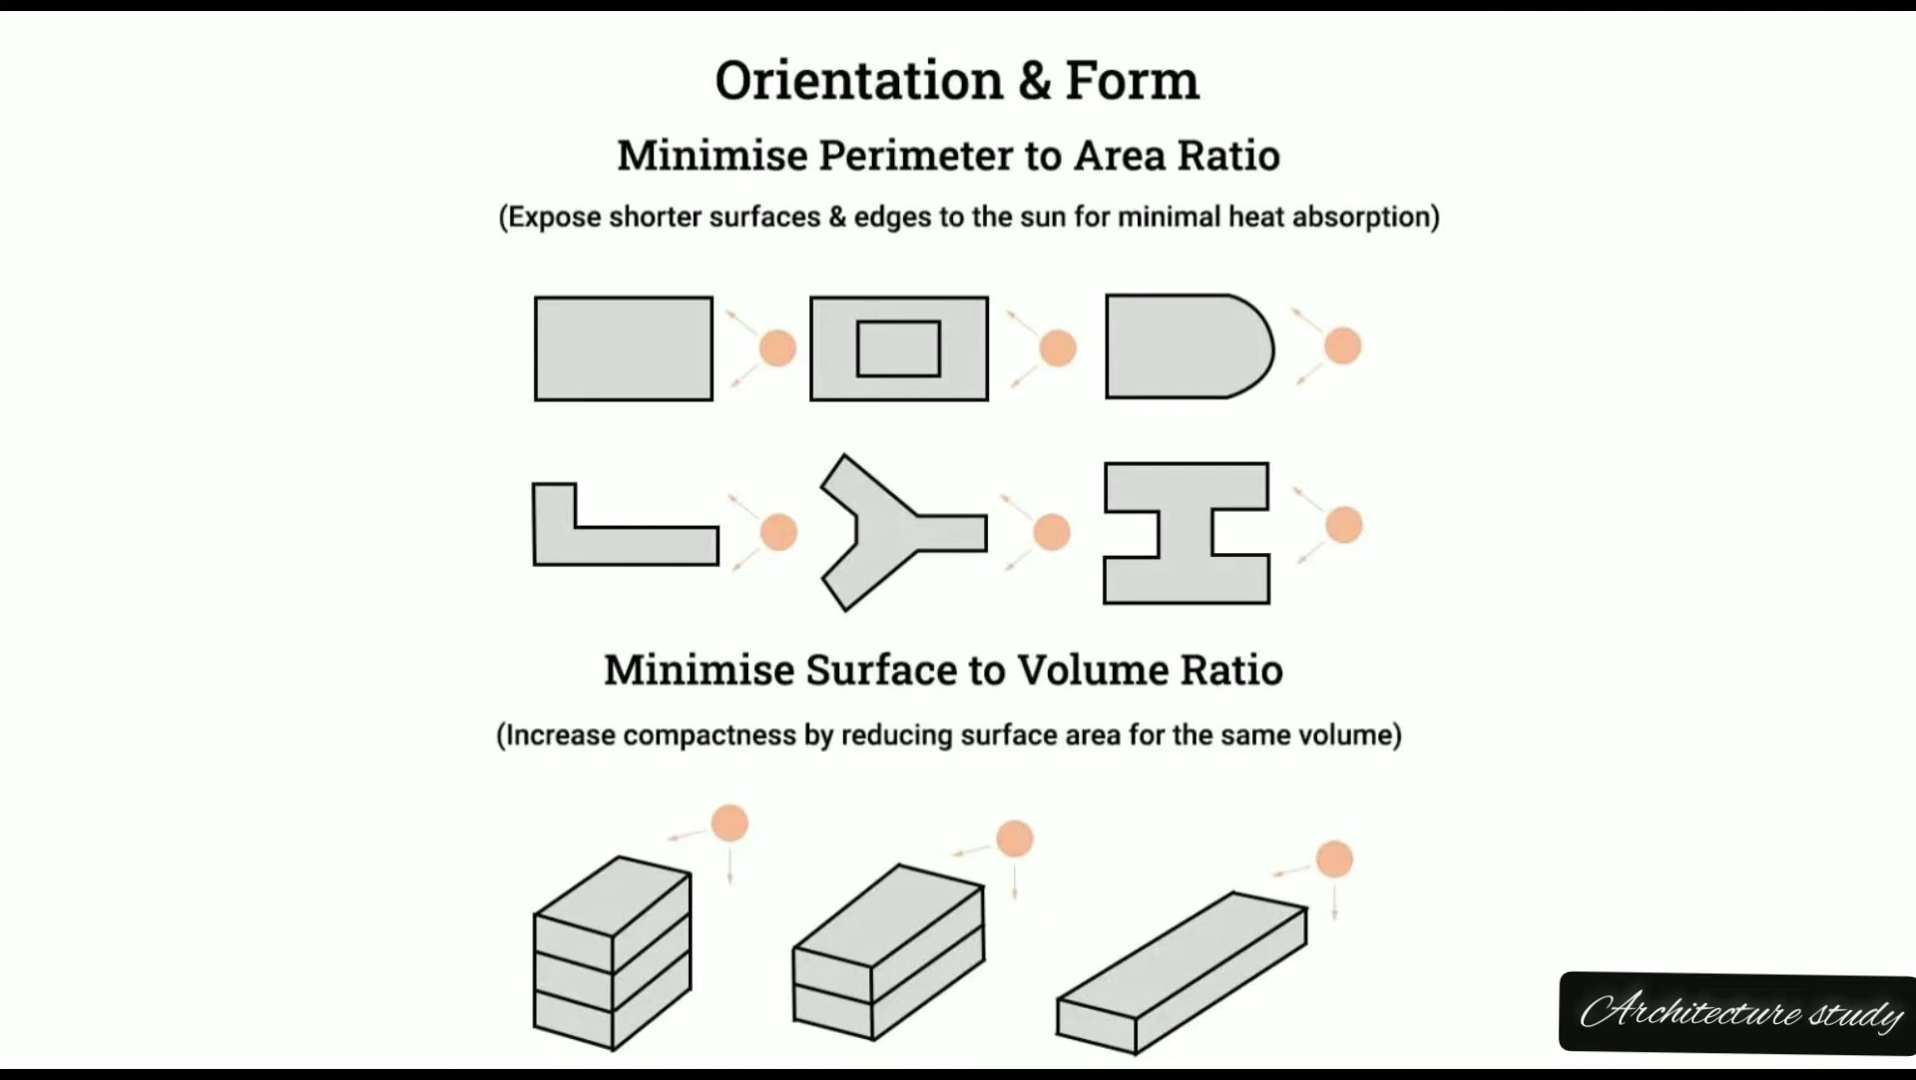 Orientation & Form
Minimise Perimeter to Area Ratio
(Expose shorter surfaces & edges to the sun for minimal heat absorption)
Minimise Surface to Volume Ratio
(Increase compactness by reducing surface area for the same volume)
Architecture study